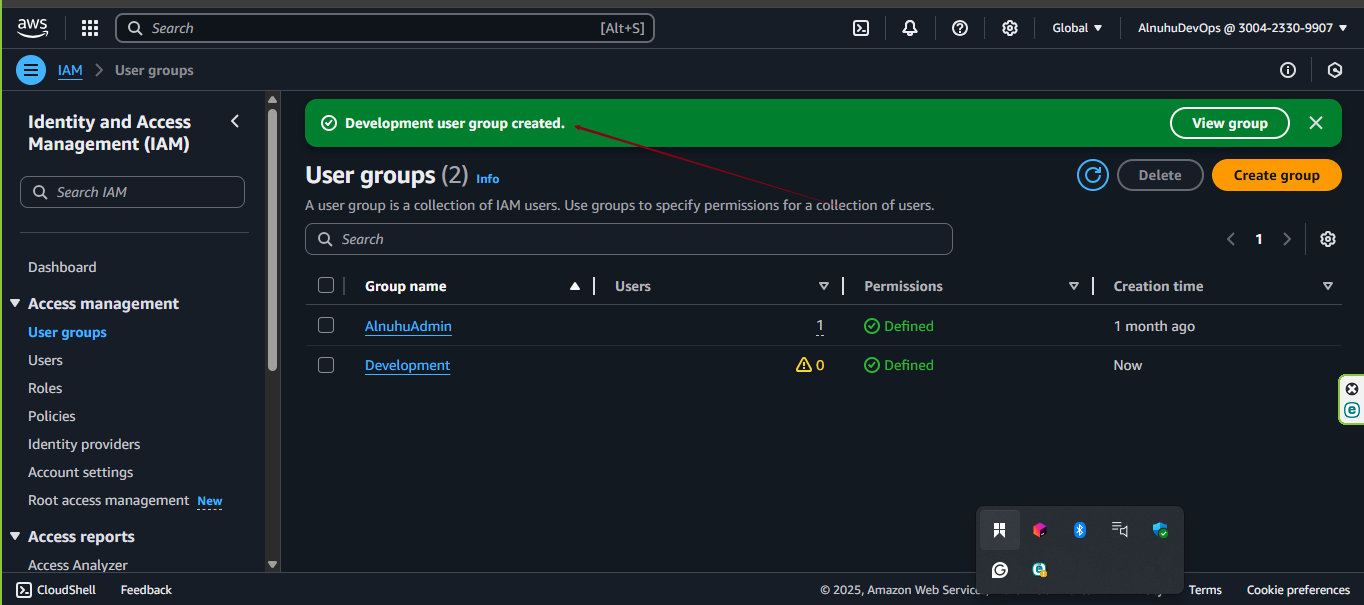 aws
Search
[Alt+S]
Global
AlnuhuDevOps @ 3004-2330-9907
IAM
User groups
Identity and Access
Management (IAM)
Search IAM
Dashboard
Access management
User groups
Users
Roles
Policies
Identity providers
Account settings
Root access management New
Access reports
Access Analyzer
Development user group created.
View group
User groups (2) Info
Delete
Create group
A user group is a collection of IAM users. Use groups to specify permissions for a collection of users.
Search
1
Group name Users Permissions Creation time
AlnuhuAdmin 1 Defined 1 month ago
Development 0 Defined Now
CloudShell Feedback © 2025, Amazon Web Terms Cookie preferences